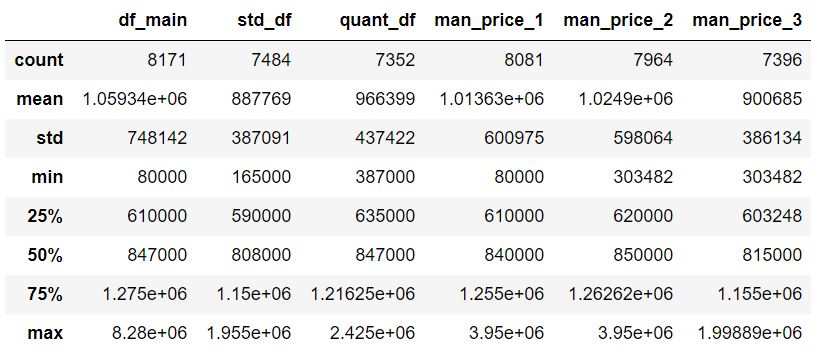 df_main std_df quant_df man_price_1 man_price_2 man_price_3
count 8171 7484 7352 8081 7964 7396
mean 1.05934e+06 887769 966399 1.01363e+06 1.0249e+06 900685
std 748142 387091 437422 600975 598064 386134
min 80000 165000 387000 80000 303482 303482
25% 610000 590000 635000 610000 620000 603248
50% 847000 808000 847000 840000 850000 815000
75% 1.275e+06 1.15e+06 1.21625e+06 1.255e+06 1.26262e+06 1.155e+06
max 8.28e+06 1.955e+06 2.425e+06 3.95e+06 3.95e+06 1.99889e+06